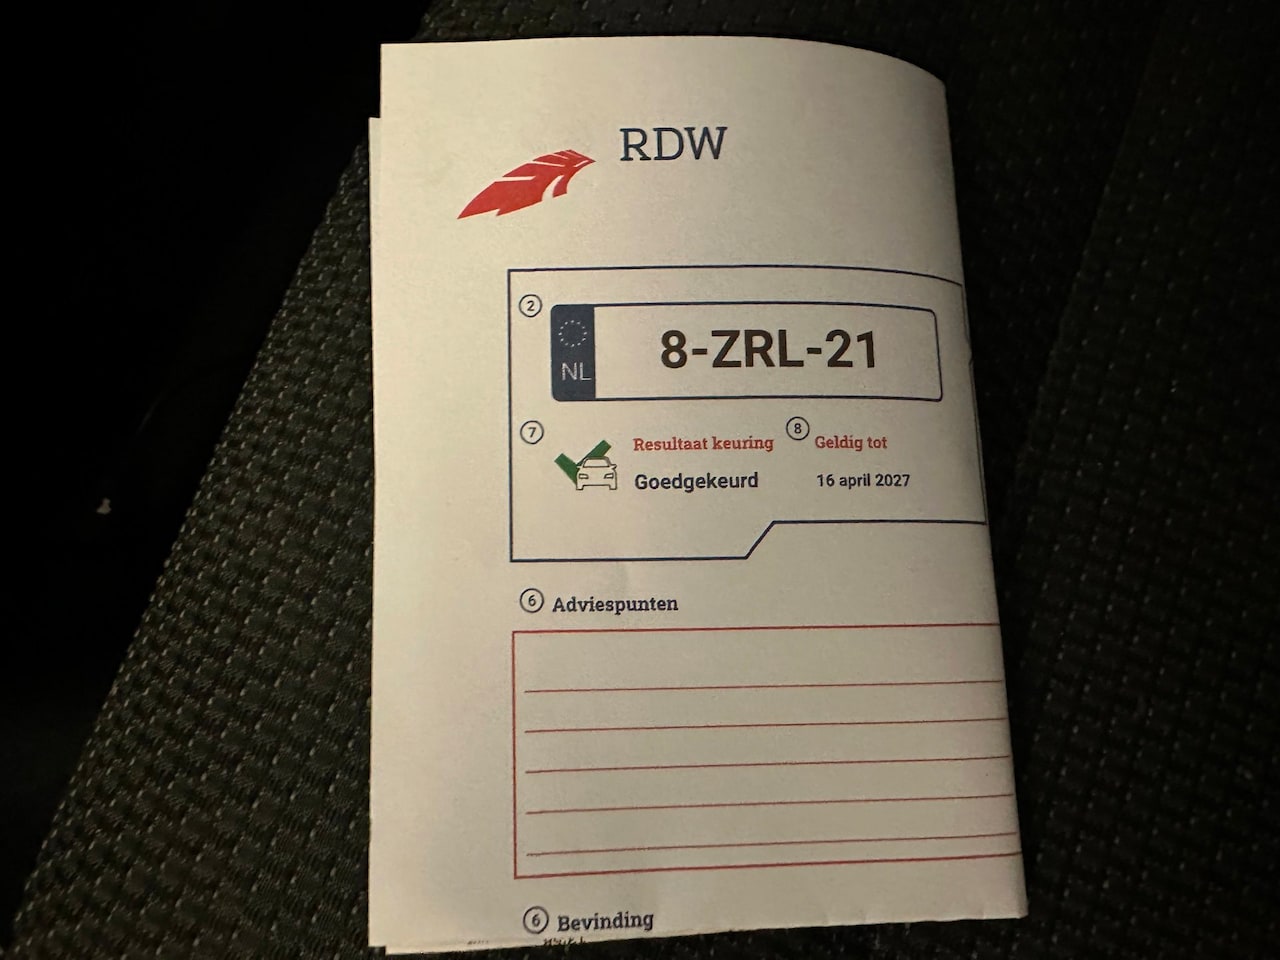 RDW
2
NL
8-ZRL-21
7
Resultaat keuring
8
Geldig tot
Goedgekeurd
16 april 2027
6 Adviespunten
6 Bevinding